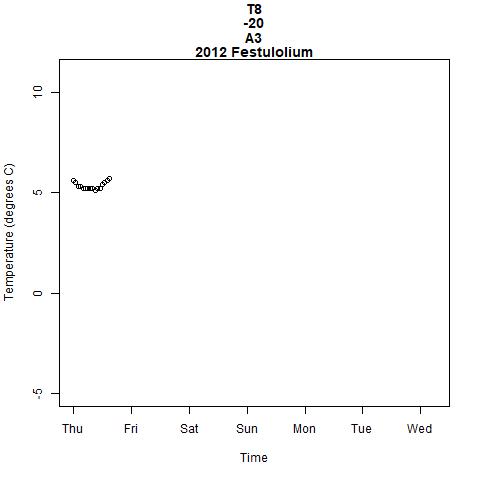 T8
-20
A3
2012 Festulolium
Temperature (degrees C)
10
5
0
-5
Thu Fri Sat Sun Mon Tue Wed
Time